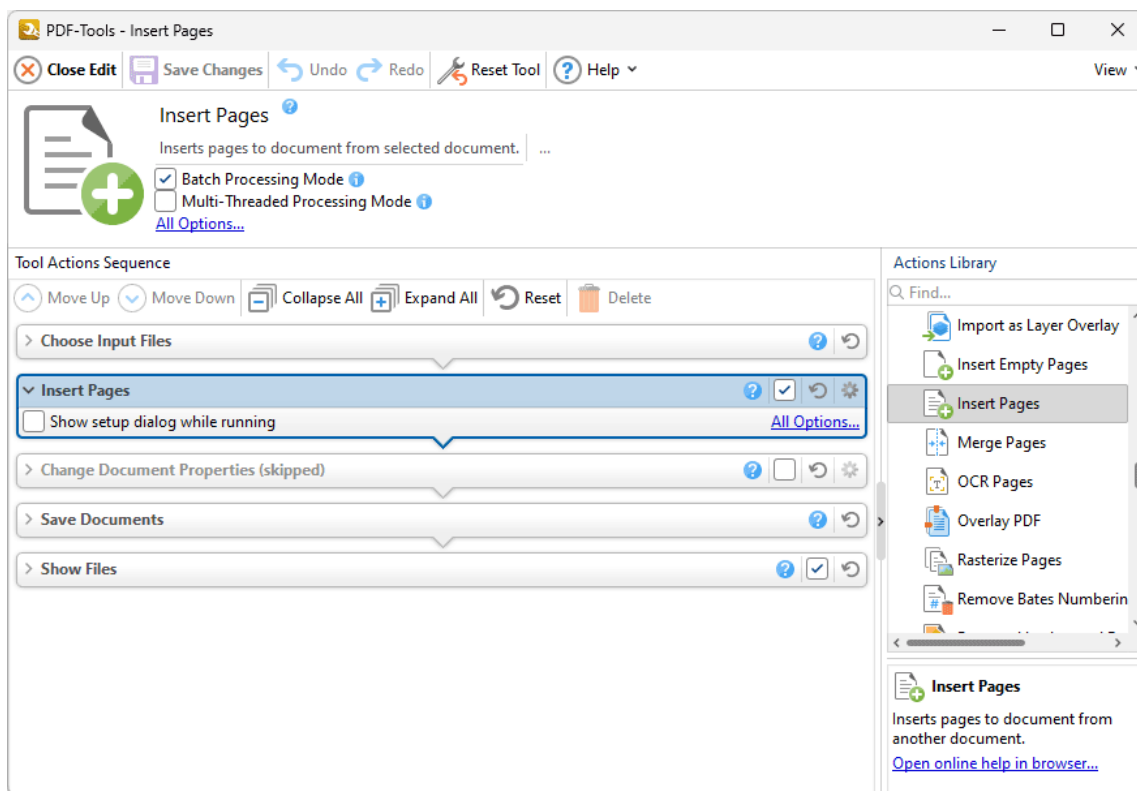 PDF-Tools - Insert Pages
Close Edit Save Changes Undo Redo Reset Tool ? Help View
Insert Pages ?
Inserts pages to document from selected document. ...
Batch Processing Mode i
Multi-Threaded Processing Mode i
All Options...
Tool Actions Sequence
Move Up Move Down Collapse All Expand All Reset Delete
Choose Input Files ?
Insert Pages ?
Show setup dialog while running All Options...
Change Document Properties (skipped) ?
Save Documents ?
Show Files ?
Actions Library
Find...
Import as Layer Overlay
Insert Empty Pages
Insert Pages
Merge Pages
OCR Pages
Overlay PDF
Rasterize Pages
Remove Bates Numberin
Insert Pages
Inserts pages to document from
another document.
Open online help in browser...